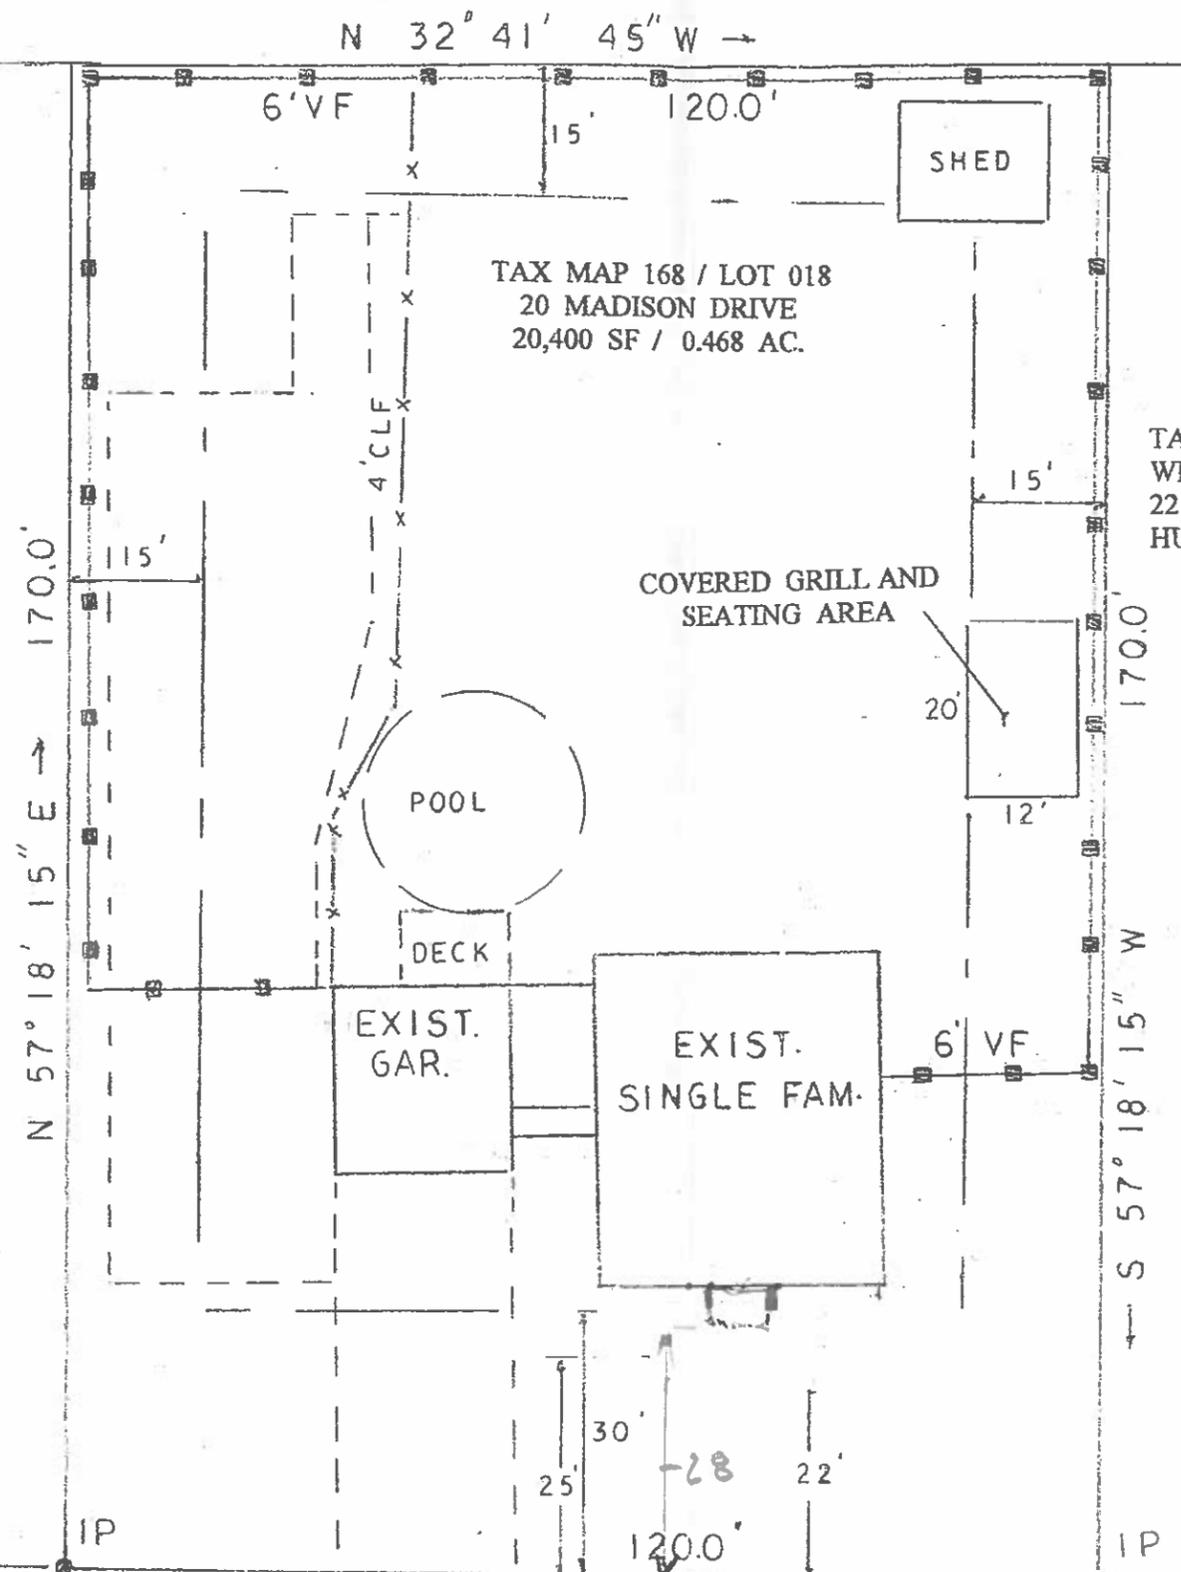 N 32° 41' 45" W →
6' VF
120.0'
15'
SHED
TAX MAP 168 / LOT 018
20 MADISON DRIVE
20,400 SF / 0.468 AC.
4' CLF
15'
22
15'
170.0'
COVERED GRILL AND
SEATING AREA
170.0'
20'
12'
POOL
N 57° 18' 15" E →
DECK
EXIST.
GAR.
EXIST.
SINGLE FAM.
6' VF
← S 57° 18' 15" W
30'
25'
28
22'
120.0'
IP
IP